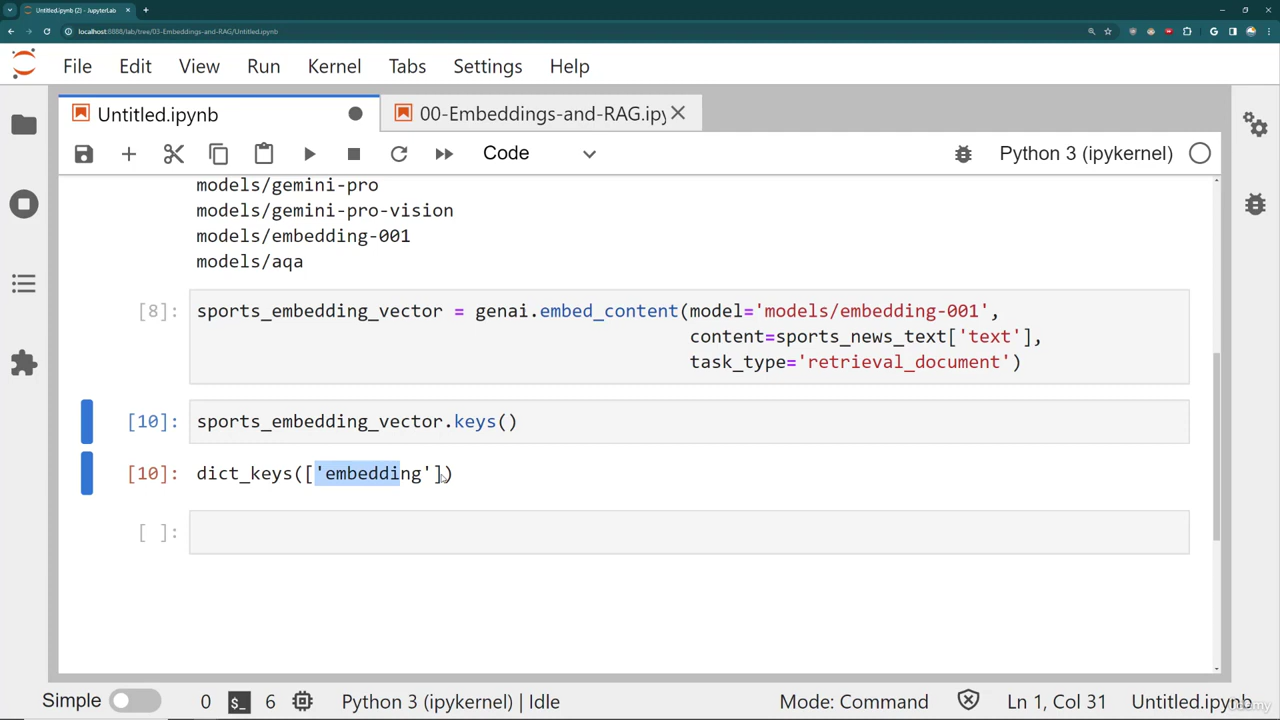 Untitled.ipynb (2) - JupyterLab
localhost:8888/lab/tree/03-Embeddings-and-RAG/Untitled.ipynb
File Edit View Run Kernel Tabs Settings Help
Untitled.ipynb 00-Embeddings-and-RAG.ipy
Code Python 3 (ipykernel)
models/gemini-pro
models/gemini-pro-vision
models/embedding-001
models/aqa
[8]: sports_embedding_vector = genai.embed_content(model='models/embedding-001',
content=sports_news_text['text'],
task_type='retrieval_document')
[10]: sports_embedding_vector.keys()
[10]: dict_keys(['embedding'])
[ ]:
Simple 0 $_ 6 Python 3 (ipykernel) | Idle Mode: Command Ln 1, Col 31 Untitled.ipynb
Udemy